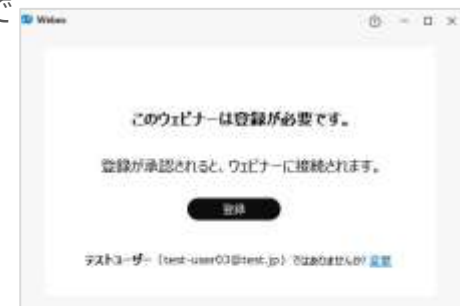 で
Webex
このウェビナーは登録が必要です。
登録が承認されると、ウェビナーに接続されます。
登録
テストユーザー (test-user03@test.jp) ではありませんか? 変更